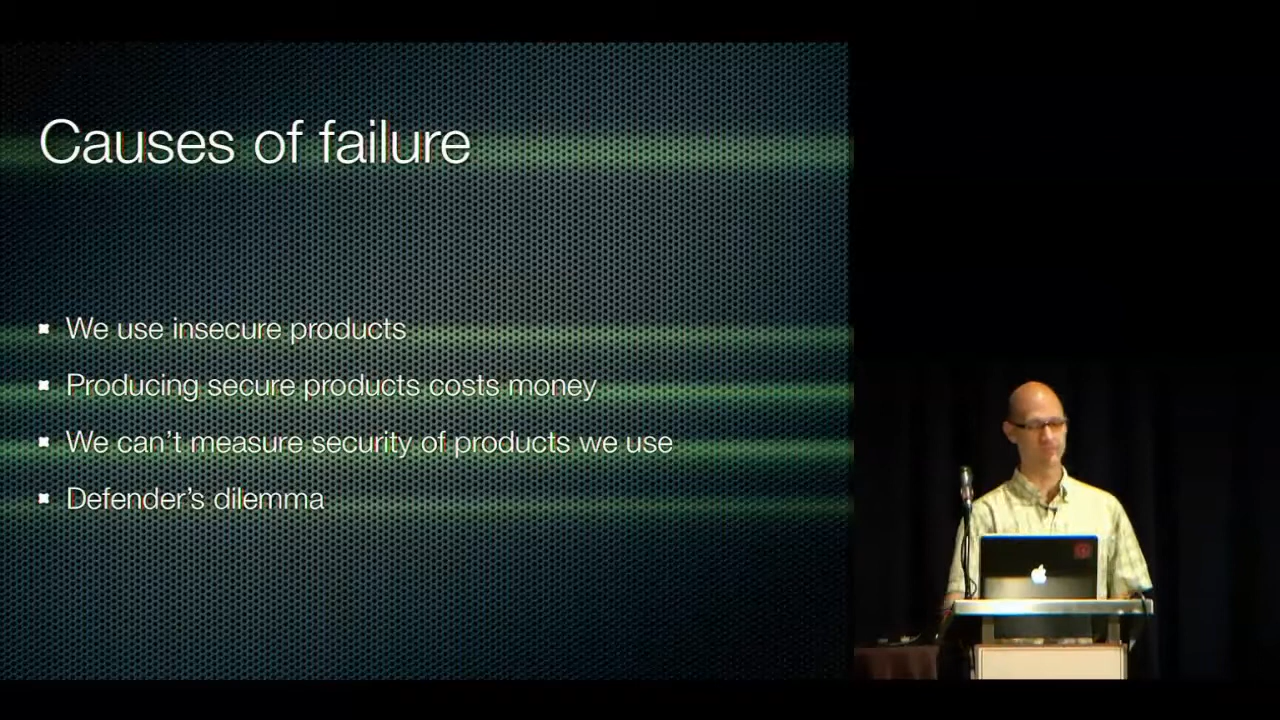 Causes of failure
We use insecure products
Producing secure products costs money
We can't measure security of products we use
Defender's dilemma